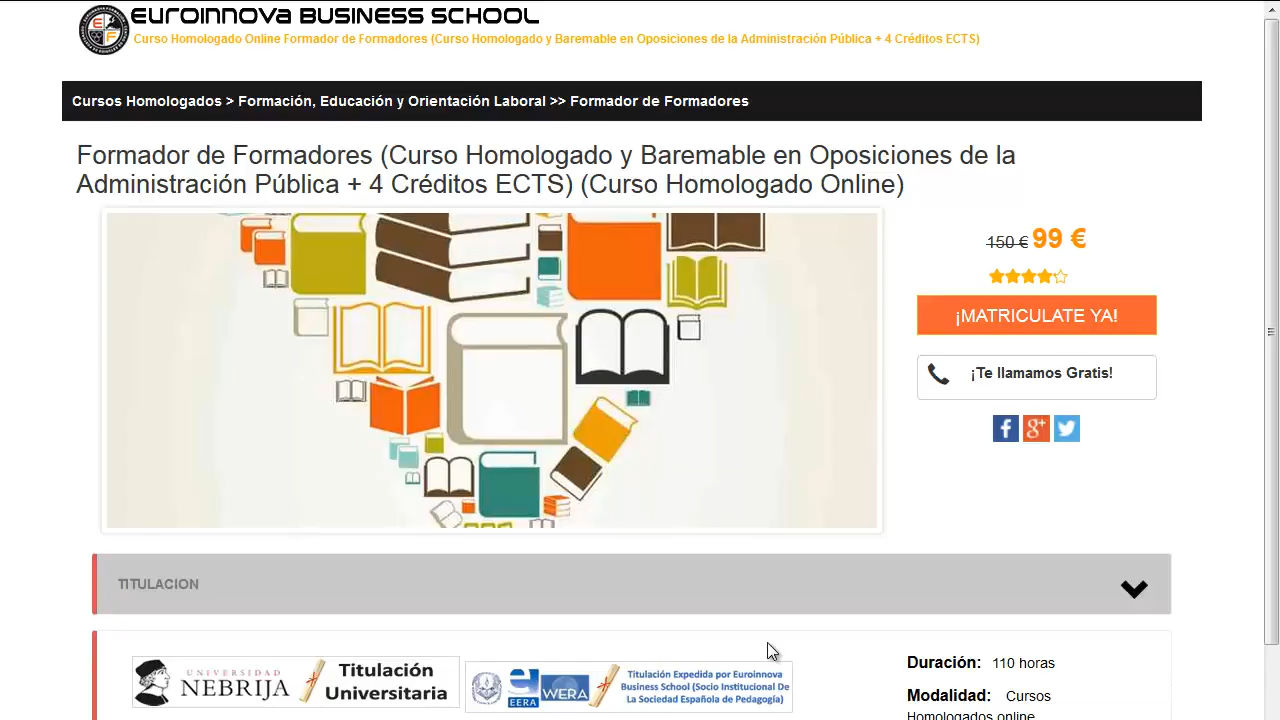 EUROINNOVA BUSINESS SCHOOL
Curso Homologado Online Formador de Formadores (Curso Homologado y Baremable en Oposiciones de la Administración Pública + 4 Créditos ECTS)
Cursos Homologados > Formación, Educación y Orientación Laboral >> Formador de Formadores
Formador de Formadores (Curso Homologado y Baremable en Oposiciones de la
Administración Pública + 4 Créditos ECTS) (Curso Homologado Online)
150 € 99 €
¡MATRICULATE YA!
¡Te llamamos Gratis!
TITULACION
UNIVERSIDAD
NEBRIJA
Titulación
Universitaria
EERA
WERA
Titulación Expedida por Euroinnova
Business School (Socio Institucional De
La Sociedad Española de Pedagogía)
Duración: 110 horas
Modalidad: Cursos
Homologados online